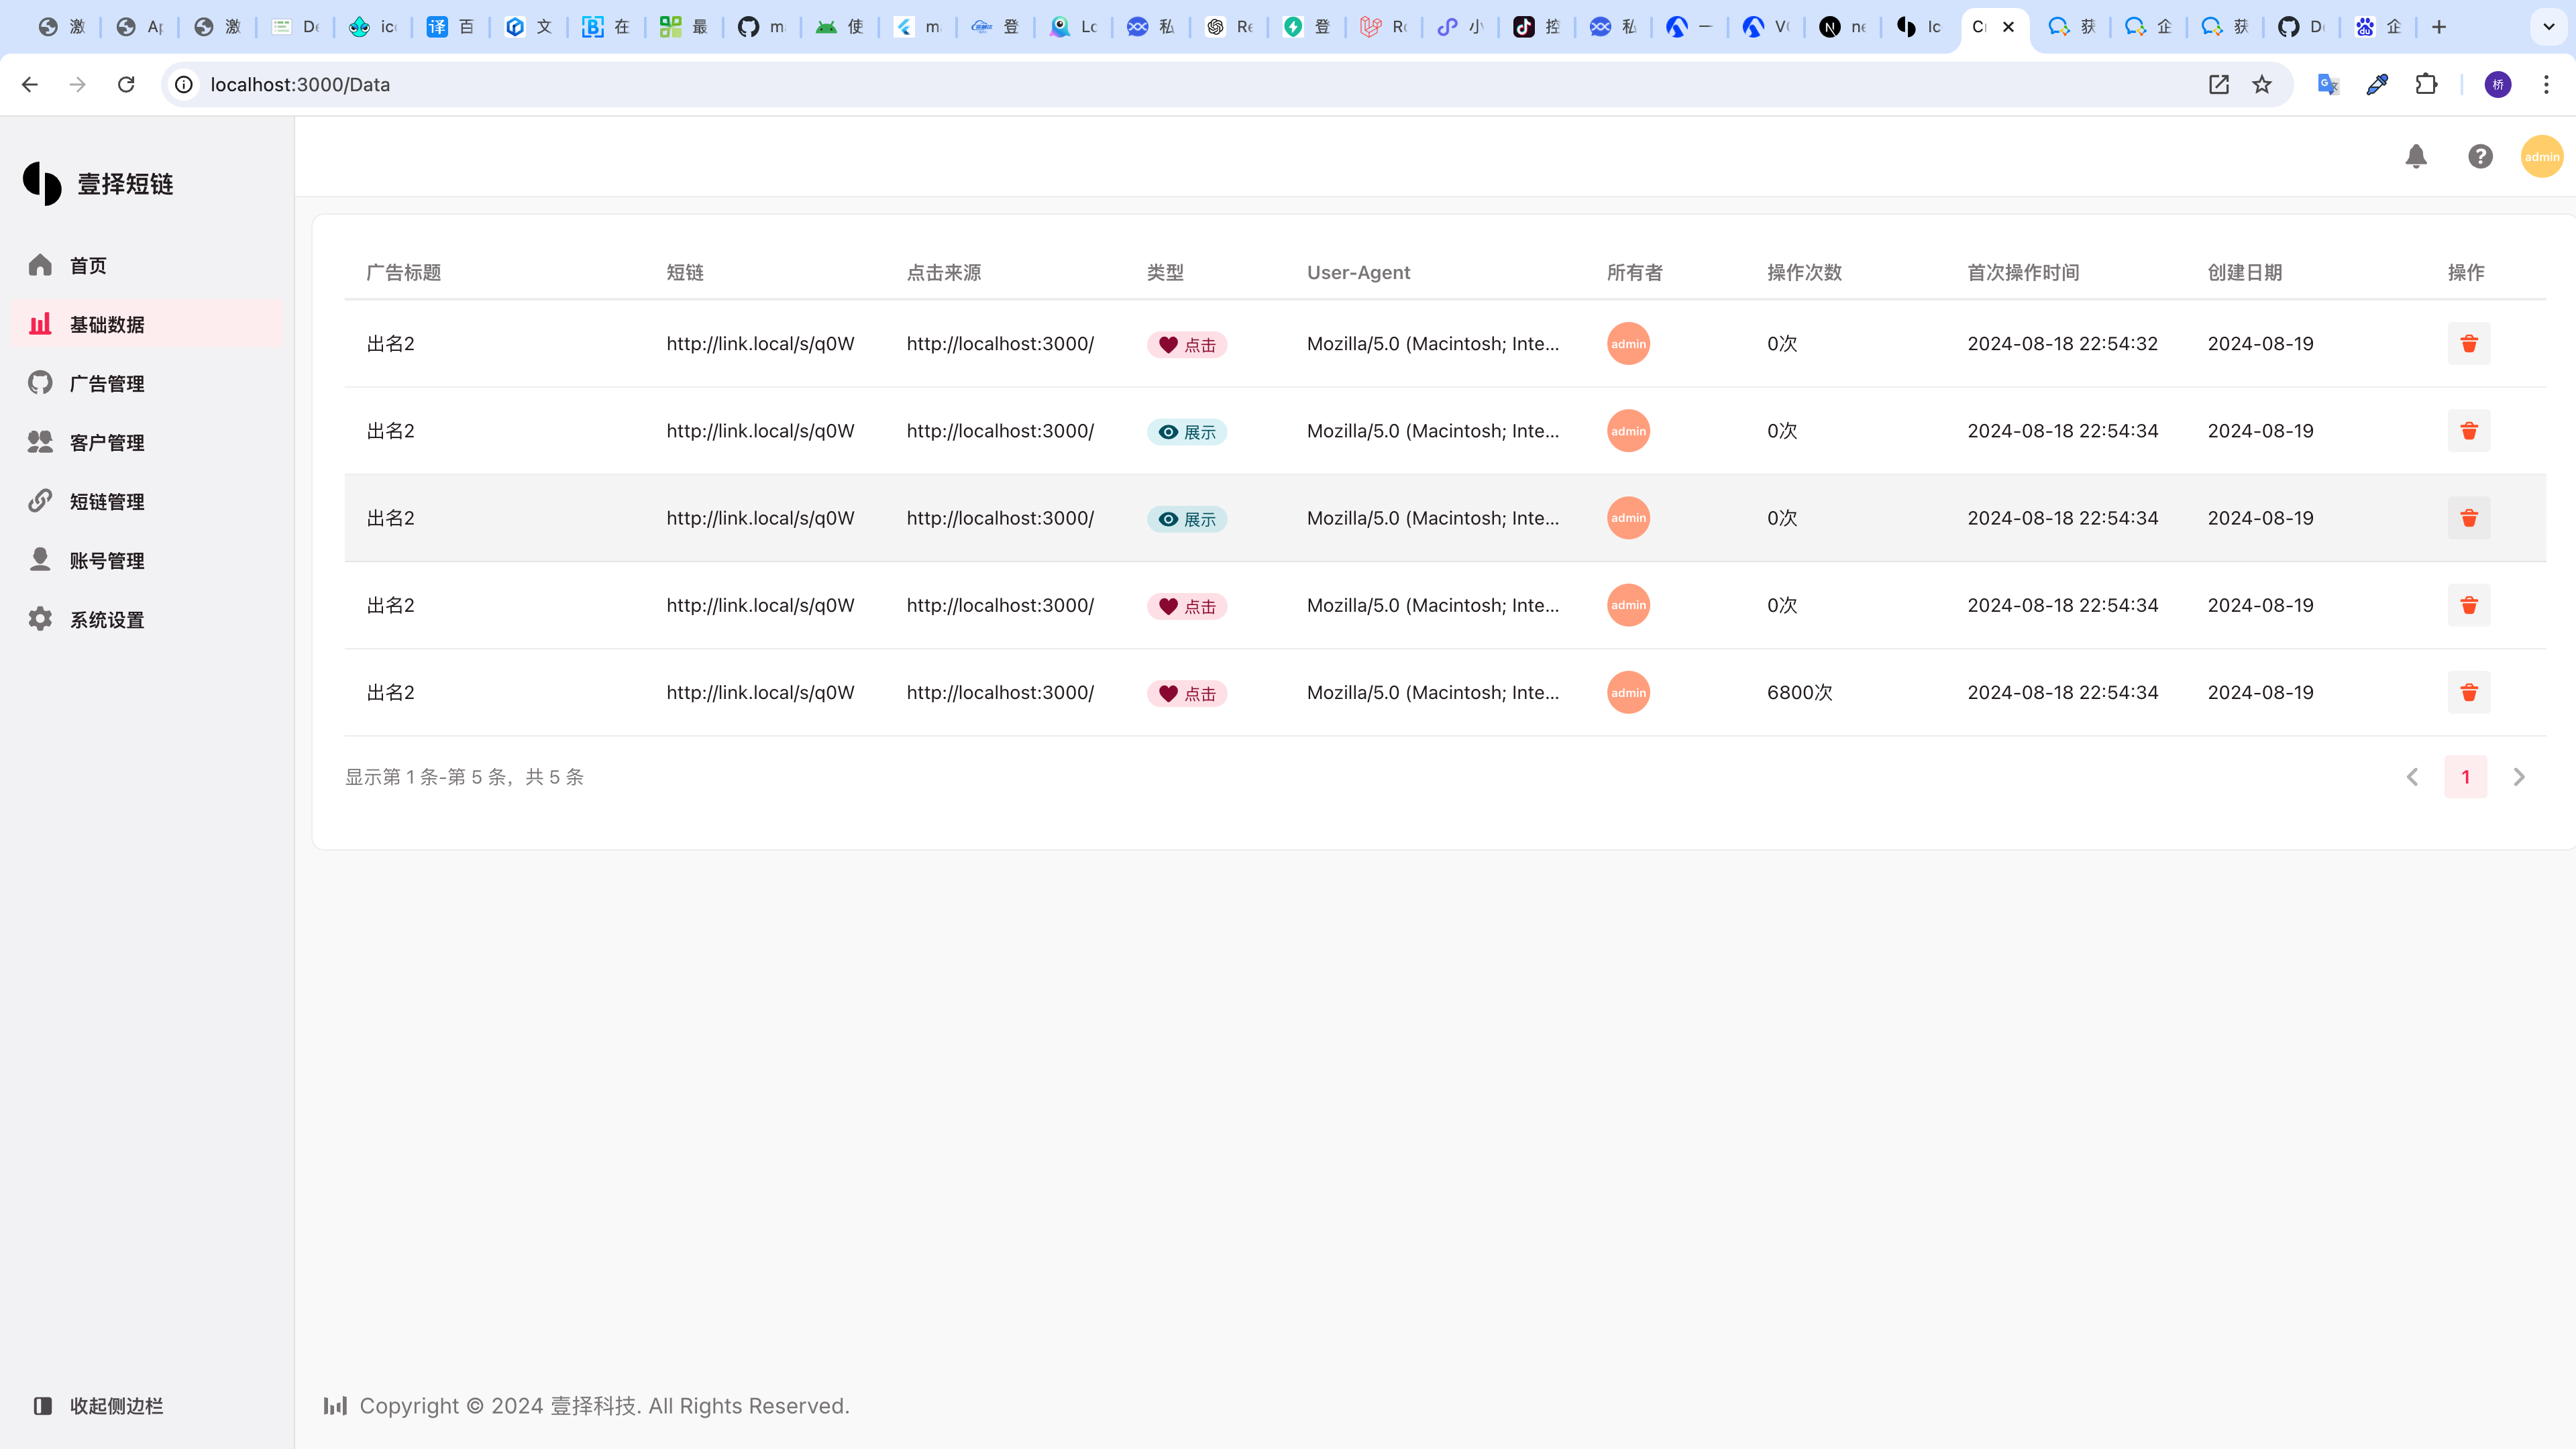 激 Ap 激 De ico 百 文 在 最 m 使 m 登 Lo 私 Re 登 Ro 小 控 私 一 V ne Ic C 获 企 获 D 企
localhost:3000/Data
桥
壹择短链
admin
首页
基础数据
广告管理
客户管理
短链管理
账号管理
系统设置
收起侧边栏
广告标题 短链 点击来源 类型 User-Agent 所有者 操作次数 首次操作时间 创建日期 操作
出名2 http://link.local/s/q0W http://localhost:3000/ 点击 Mozilla/5.0 (Macintosh; Inte... admin 0次 2024-08-18 22:54:32 2024-08-19
出名2 http://link.local/s/q0W http://localhost:3000/ 展示 Mozilla/5.0 (Macintosh; Inte... admin 0次 2024-08-18 22:54:34 2024-08-19
出名2 http://link.local/s/q0W http://localhost:3000/ 展示 Mozilla/5.0 (Macintosh; Inte... admin 0次 2024-08-18 22:54:34 2024-08-19
出名2 http://link.local/s/q0W http://localhost:3000/ 点击 Mozilla/5.0 (Macintosh; Inte... admin 0次 2024-08-18 22:54:34 2024-08-19
出名2 http://link.local/s/q0W http://localhost:3000/ 点击 Mozilla/5.0 (Macintosh; Inte... admin 6800次 2024-08-18 22:54:34 2024-08-19
显示第 1 条-第 5 条，共 5 条 1
Copyright © 2024 壹择科技. All Rights Reserved.